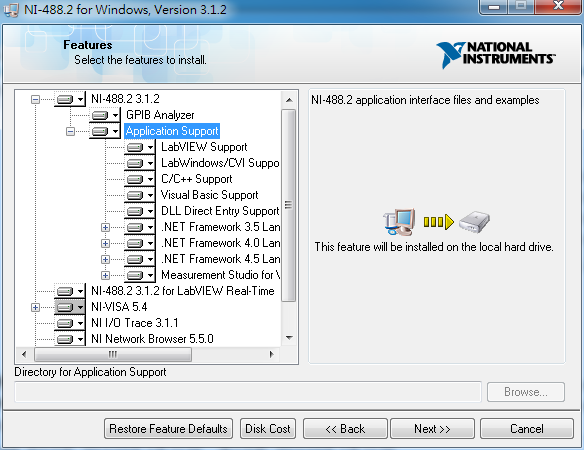 NI-488.2 for Windows, Version 3.1.2
Features
Select the features to install.
NATIONAL
INSTRUMENTS™
NI-488.2 3.1.2
GPIB Analyzer
Application Support
LabVIEW Support
LabWindows/CVI Suppo
C/C++ Support
Visual Basic Support
DLL Direct Entry Support
.NET Framework 3.5 Lan
.NET Framework 4.0 Lan
.NET Framework 4.5 Lan
Measurement Studio for V
NI-488.2 3.1.2 for LabVIEW Real-Time
NI-VISA 5.4
NI I/O Trace 3.1.1
NI Network Browser 5.5.0
NI-488.2 application interface files and examples
This feature will be installed on the local hard drive.
Directory for Application Support
Browse...
Restore Feature Defaults
Disk Cost
<< Back
Next >>
Cancel